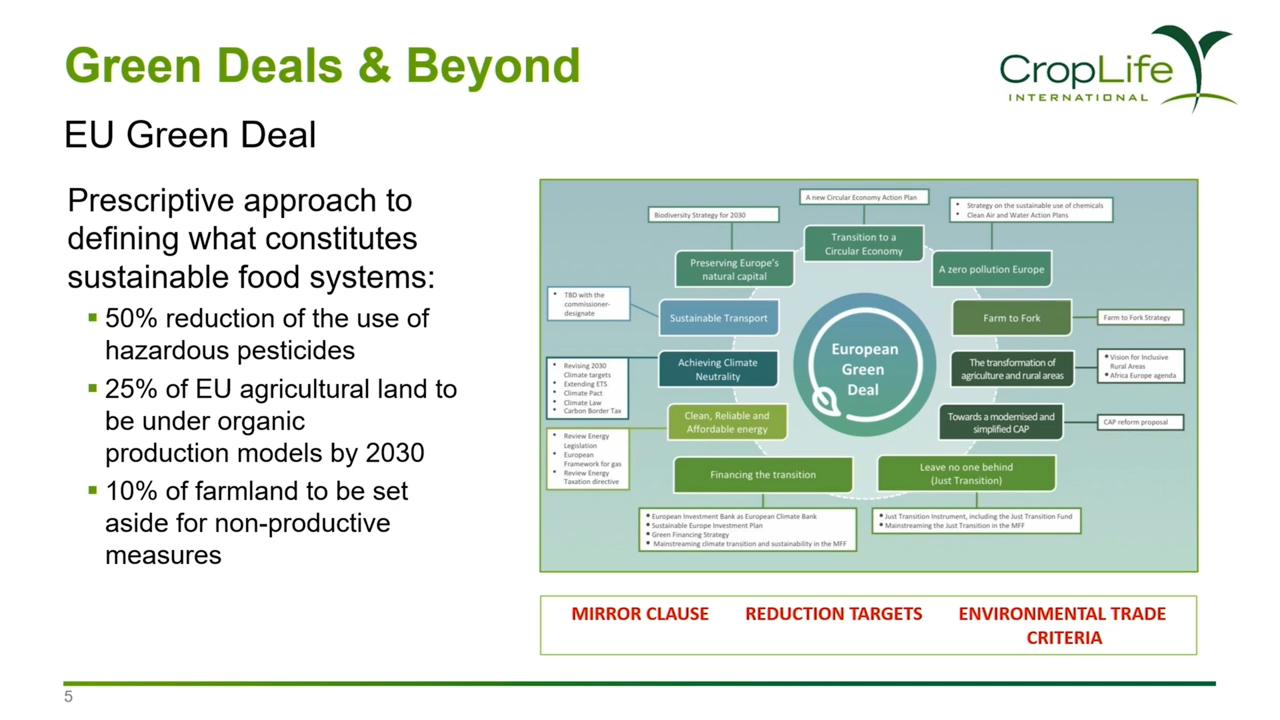 Green Deals & Beyond
CropLife
INTERNATIONAL
EU Green Deal
Prescriptive approach to
defining what constitutes
sustainable food systems:
50% reduction of the use of
hazardous pesticides
25% of EU agricultural land to
be under organic
production models by 2030
10% of farmland to be set
aside for non-productive
measures
A new Circular Economy Action Plan
Biodiversity Strategy for 2030
Strategy on the sustainable use of chemicals
Clean Air and Water Action Plans
Transition to a
Circular Economy
Preserving Europe's
natural capital
A zero pollution Europe
TBD with the
commissioner-
designate
Sustainable Transport
Farm to Fork
Farm to Fork Strategy
European
Green
Deal
Revising 2030
Climate targets
Extending ETS
Climate Pact
Climate Law
Carbon Border Tax
Achieving Climate
Neutrality
The transformation of
agriculture and rural areas
Vision for Inclusive
Rural Areas
Africa Europe agenda
Clean, Reliable and
Affordable energy
Towards a modernised and
simplified CAP
CAP reform proposal
Review Energy
Legislation
European
Framework for gas
Review Energy
Taxation directive
Financing the transition
Leave no one behind
(Just Transition)
European Investment Bank as European Climate Bank
Sustainable Europe Investment Plan
Green Financing Strategy
Mainstreaming climate transition and sustainability in the MFF
Just Transition Instrument, including the Just Transition Fund
Mainstreaming the Just Transition in the MFF
MIRROR CLAUSE REDUCTION TARGETS ENVIRONMENTAL TRADE
CRITERIA
5